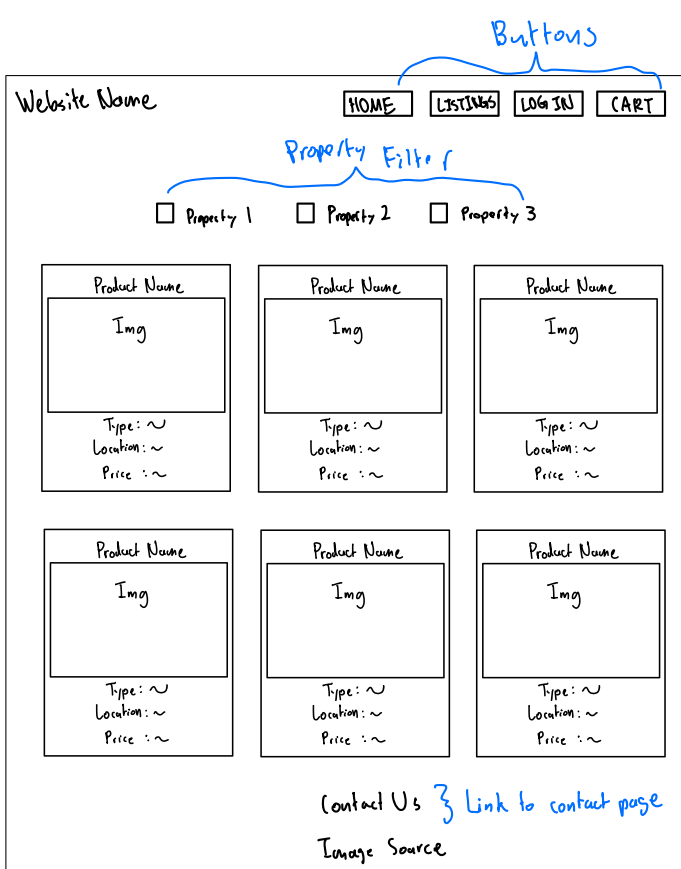 Buttons
Website Name HOME LISTINGS LOG IN CART
Property Filter
Property 1 Property 2 Property 3
Product Name Product Name Product Name
Img Img Img
Type: ~ Type: ~ Type: ~
Location: ~ Location: ~ Location: ~
Price : ~ Price : ~ Price : ~
Product Name Product Name Product Name
Img Img Img
Type: ~ Type: ~ Type: ~
Location: ~ Location: ~ Location: ~
Price : ~ Price : ~ Price : ~
Contact Us } Link to contact page
Image Source